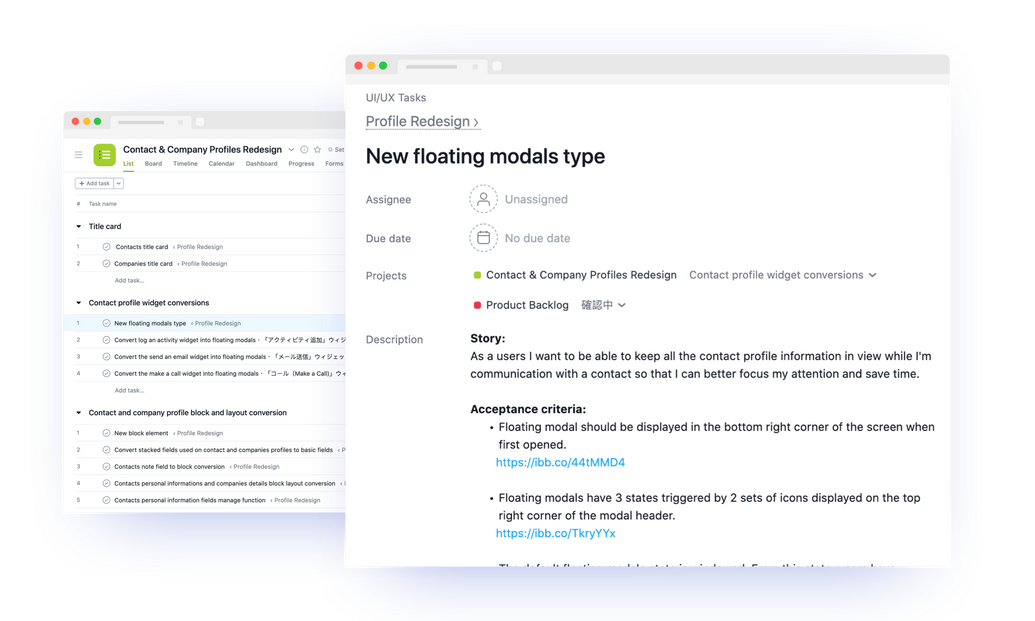 Contact & Company Profiles Redesign
Set
List Board Timeline Calendar Dashboard Progress Forms
+ Add task
# Task name
Title card
1 Contacts title card ‹ Profile Redesign
2 Companies title card ‹ Profile Redesign
Add task...
Contact profile widget conversions
1 New floating modals type ‹ Profile Redesign
2 Convert log an activity widget into floating modals - 「アクティビティ追加」ウィジ
3 Convert the send an email widget into floating modals - 「メール送信」ウィジェッ
4 Convert the make a call widget into floating modals - 「コール (Make a Call)」ウィ
Add task...
Contact and company profile block and layout conversion
1 New block element ‹ Profile Redesign
2 Convert stacked fields used on contact and companies profiles to basic fields ‹ P
3 Contacts note field to block conversion ‹ Profile Redesign
4 Contacts personal informations and companies details block layout conversion ‹
5 Contacts personal information fields manage function ‹ Profile Redesign
UI/UX Tasks
Profile Redesign ›
New floating modals type
Assignee Unassigned
Due date No due date
Projects Contact & Company Profiles Redesign Contact profile widget conversions
Product Backlog 確認中
Description Story:
As a users I want to be able to keep all the contact profile information in view while I'm
communication with a contact so that I can better focus my attention and save time.
Acceptance criteria:
• Floating modal should be displayed in the bottom right corner of the screen when
first opened.
https://ibb.co/44tMMD4
• Floating modals have 3 states triggered by 2 sets of icons displayed on the top
right corner of the modal header.
https://ibb.co/TkryYYx